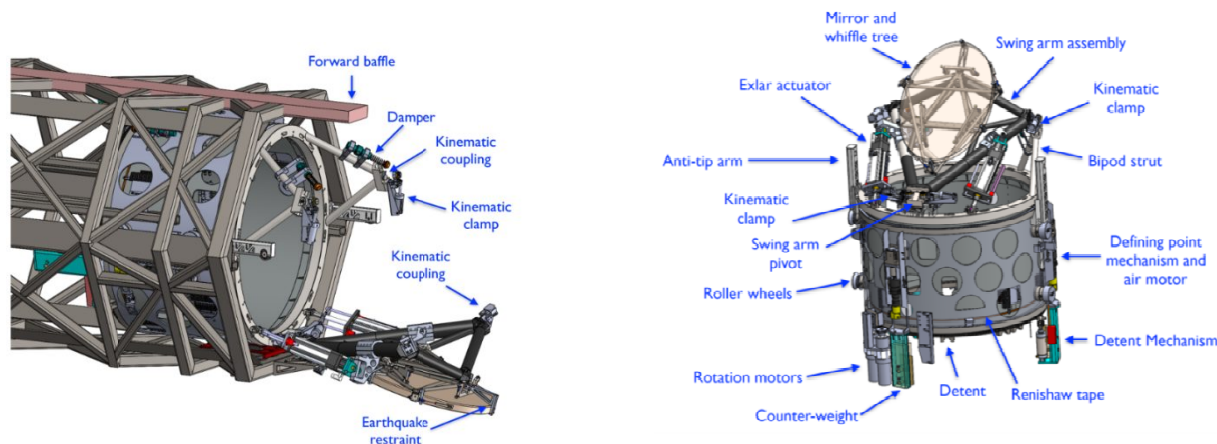 Forward baffle
Damper
Kinematic
coupling
Kinematic
clamp
Kinematic
coupling
Earthquake
restraint
Mirror and
whiffle tree
Swing arm assembly
Exlar actuator
Kinematic
clamp
Anti-tip arm
Bipod strut
Kinematic
clamp
Swing arm
pivot
Defining point
mechanism and
air motor
Roller wheels
Detent Mechanism
Rotation motors
Detent
Renishaw tape
Counter-weight